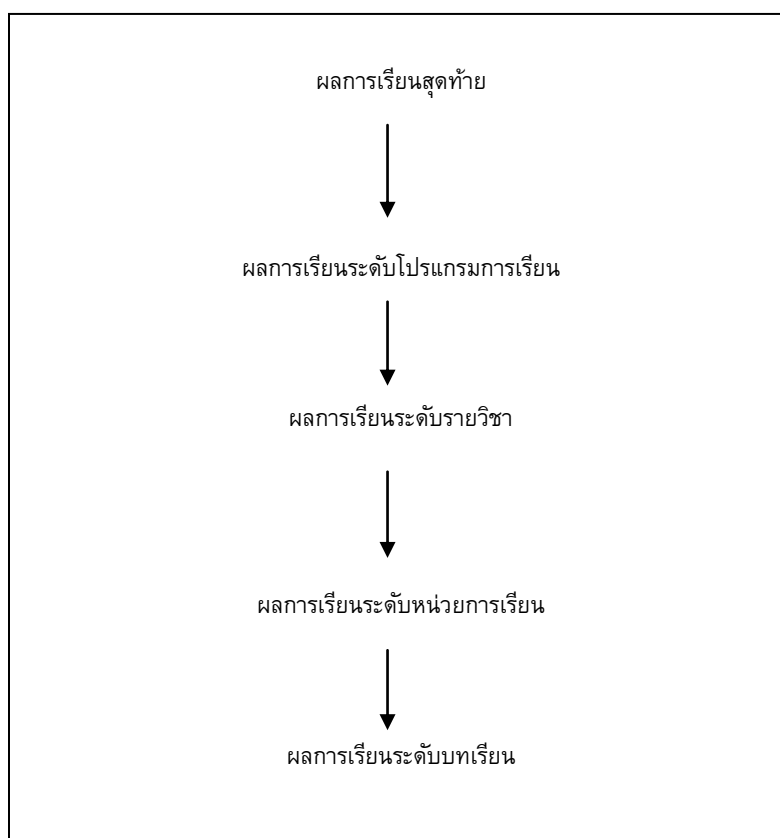 ผลการเรียนสุดท้าย
ผลการเรียนระดับโปรแกรมการเรียน
ผลการเรียนระดับรายวิชา
ผลการเรียนระดับหน่วยการเรียน
ผลการเรียนระดับบทเรียน